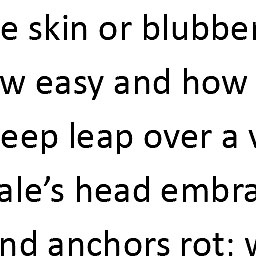 e skin or blubber
w easy and how
eep leap over a v
ale’s head embra
nd anchors rot; w